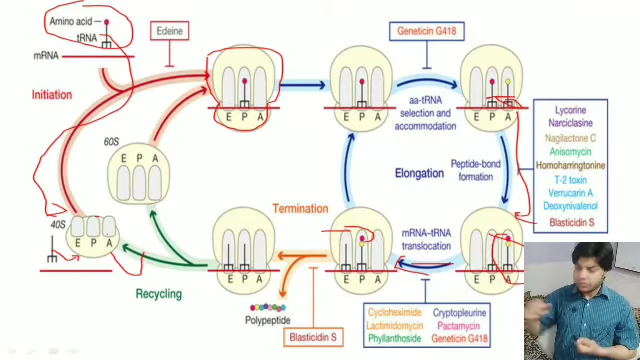 Amino acid
tRNA
mRNA
Edeine
Geneticin G418
Initiation
E P A
E P A
E P A
aa-tRNA
selection and
accommodation
60S
E P A
Elongation
Peptide-bond
formation
Lycorine
Narciclasine
Nagilactone C
Anisomycin
Homoharringtonine
T-2 toxin
Verrucarin A
Deoxynivalenol
Blasticidin S
40S
E P A
Termination
mRNA–tRNA
translocation
E P A
E P A
E P A
Recycling
Polypeptide
Blasticidin S
Cycloheximide
Lactimidomycin
Phyllanthoside
Cryptopleurine
Pactamycin
Geneticin G418